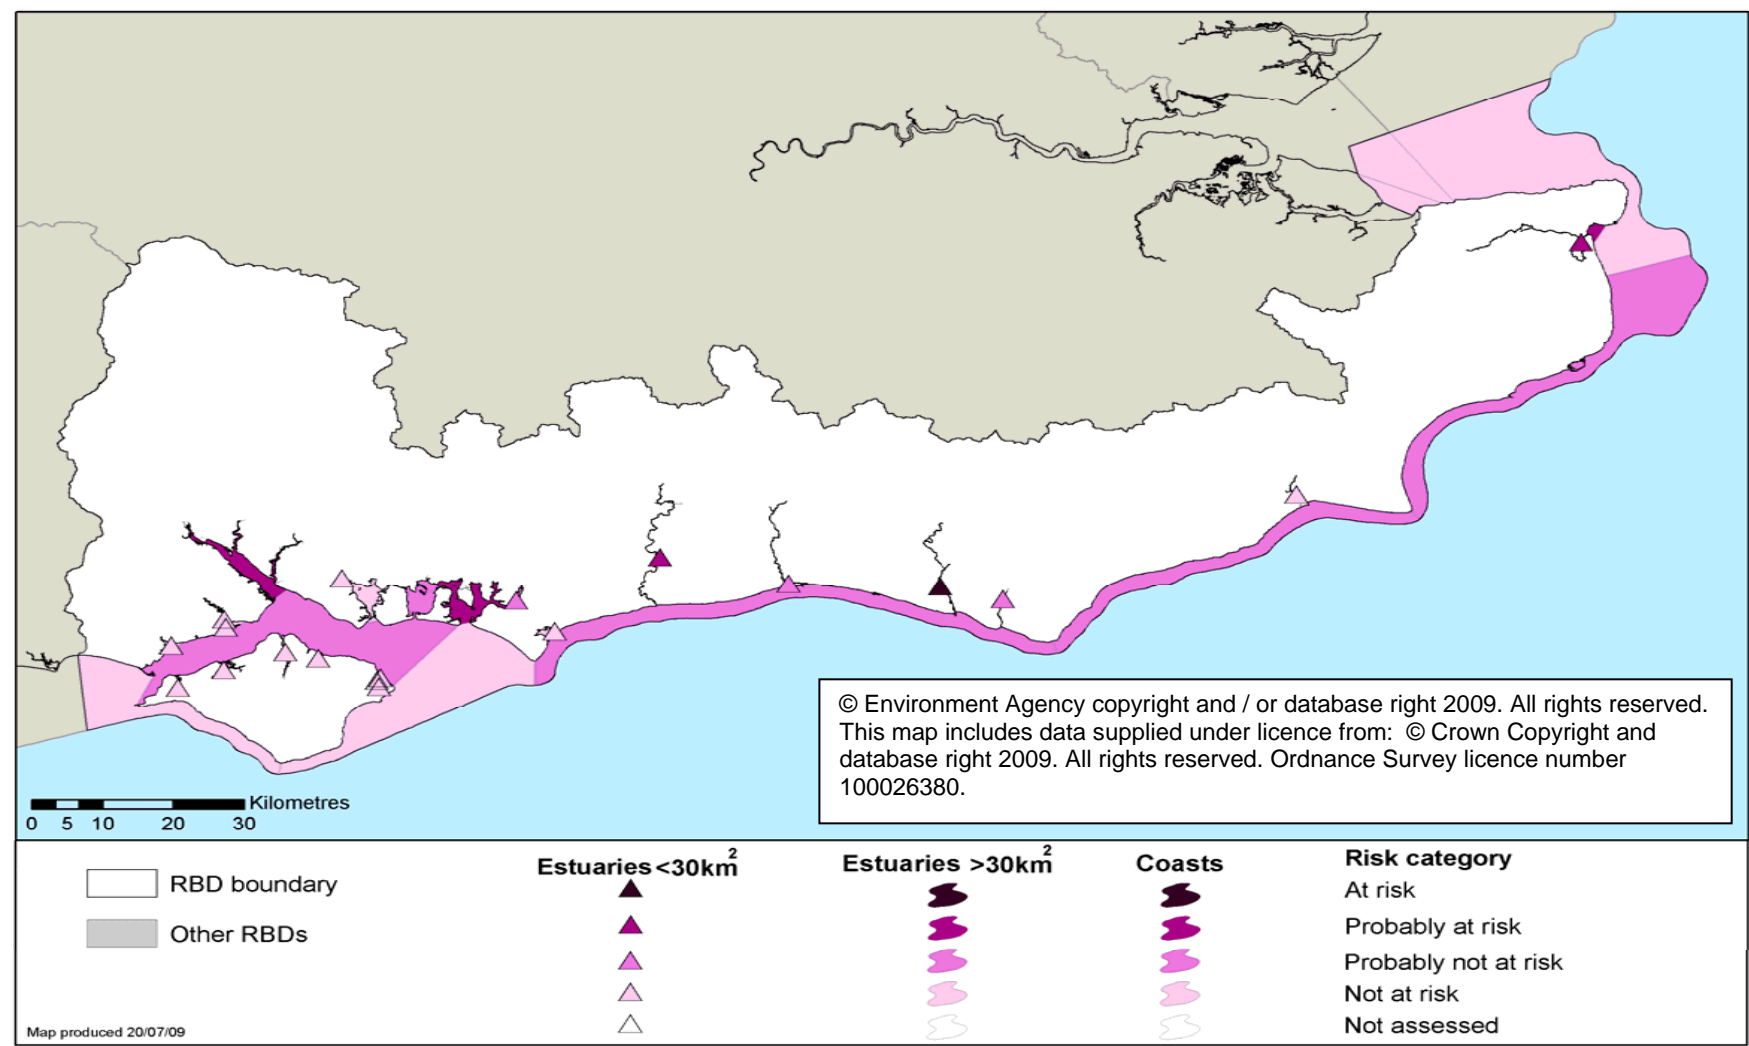 © Environment Agency copyright and / or database right 2009. All rights reserved.
This map includes data supplied under licence from: © Crown Copyright and
database right 2009. All rights reserved. Ordnance Survey licence number
100026380.
Kilometres
0 5 10 20 30
Estuaries<30km²
Estuaries >30km²
Coasts
Risk category
RBD boundary
At risk
Other RBDs
Probably at risk
Probably not at risk
Not at risk
Not assessed
Map produced 20/07/09